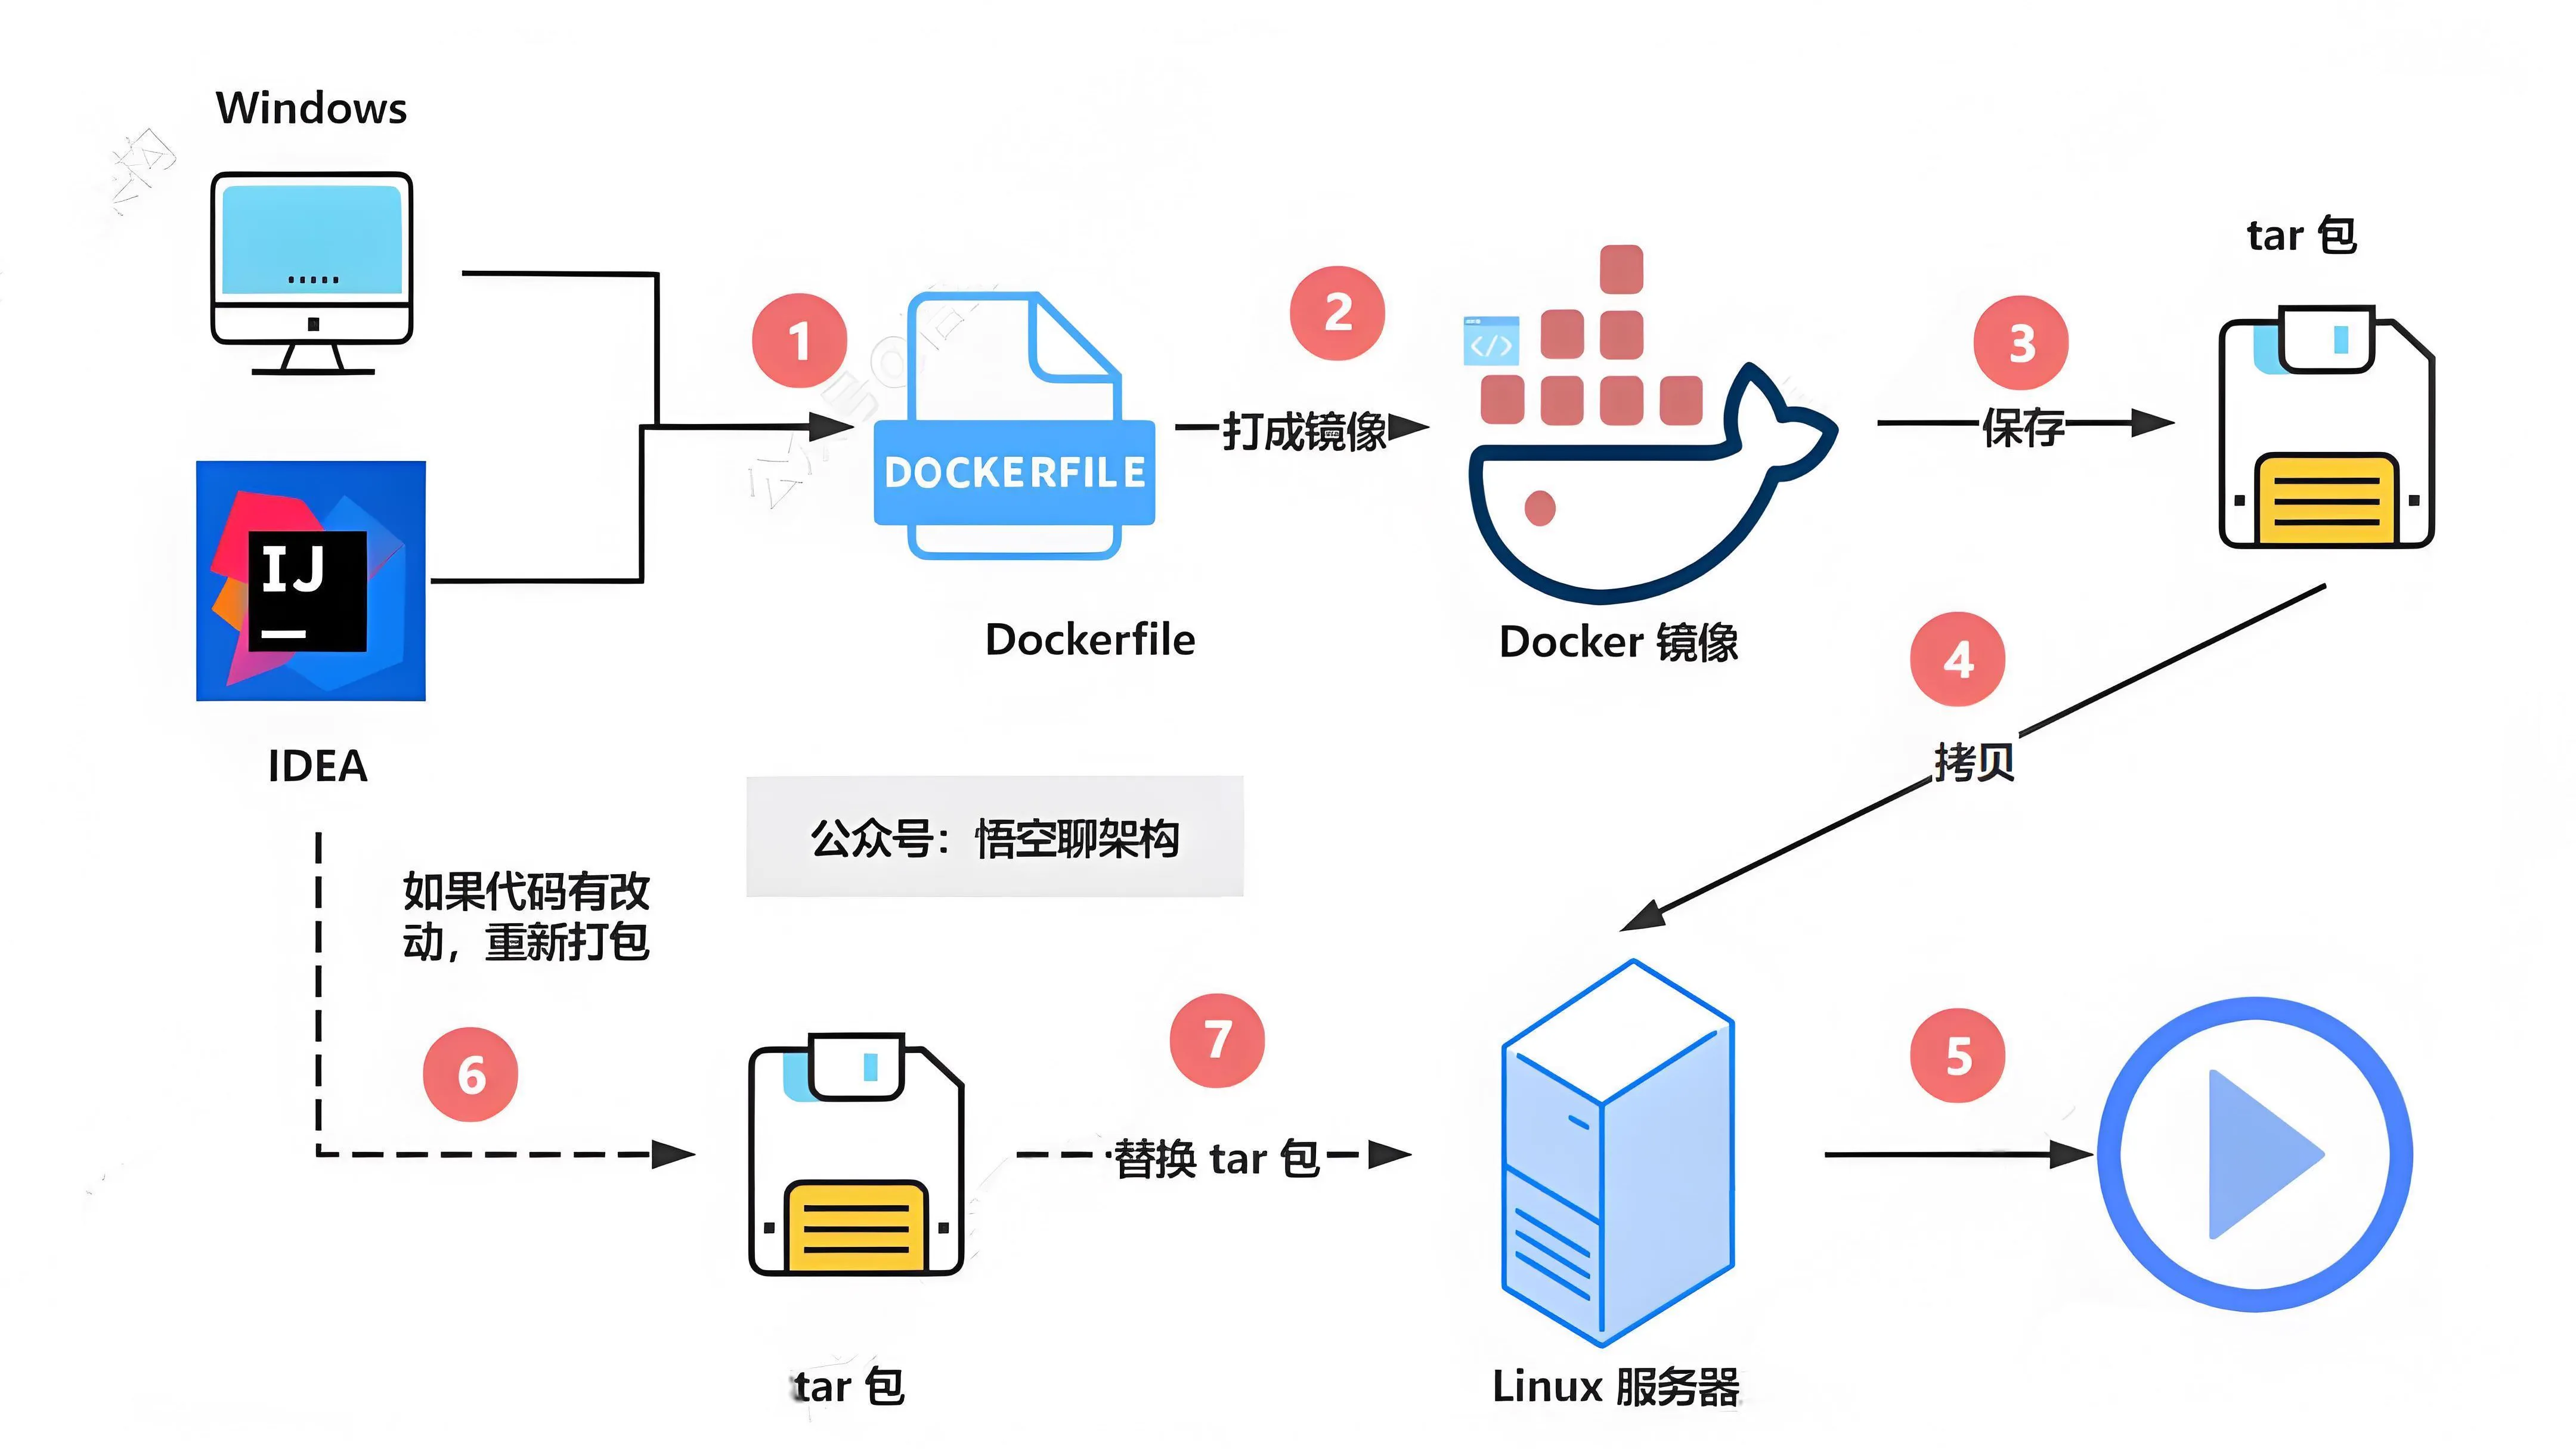 Windows
tar 包
1
2
3
</>
打成镜像
保存
DOCKERFILE
IJ
Dockerfile
Docker 镜像
4
IDEA
拷贝
公众号：悟空聊架构
如果代码有改
动，重新打包
6
7
5
替换 tar 包
tar 包
Linux 服务器